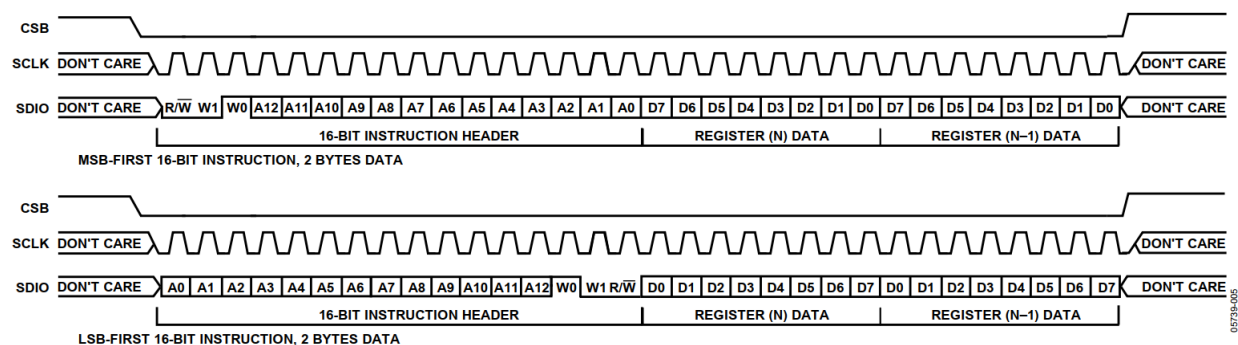 CSB
SCLK DON'T CARE DON'T CARE
SDIO DON'T CARE R/W̅ W1 W0 A12 A11 A10 A9 A8 A7 A6 A5 A4 A3 A2 A1 A0 D7 D6 D5 D4 D3 D2 D1 D0 D7 D6 D5 D4 D3 D2 D1 D0 DON'T CARE
16-BIT INSTRUCTION HEADER REGISTER (N) DATA REGISTER (N–1) DATA
MSB-FIRST 16-BIT INSTRUCTION, 2 BYTES DATA
CSB
SCLK DON'T CARE DON'T CARE
SDIO DON'T CARE A0 A1 A2 A3 A4 A5 A6 A7 A8 A9 A10 A11 A12 W0 W1 R/W̅ D0 D1 D2 D3 D4 D5 D6 D7 D0 D1 D2 D3 D4 D5 D6 D7 DON'T CARE
16-BIT INSTRUCTION HEADER REGISTER (N) DATA REGISTER (N–1) DATA
LSB-FIRST 16-BIT INSTRUCTION, 2 BYTES DATA
05739-005